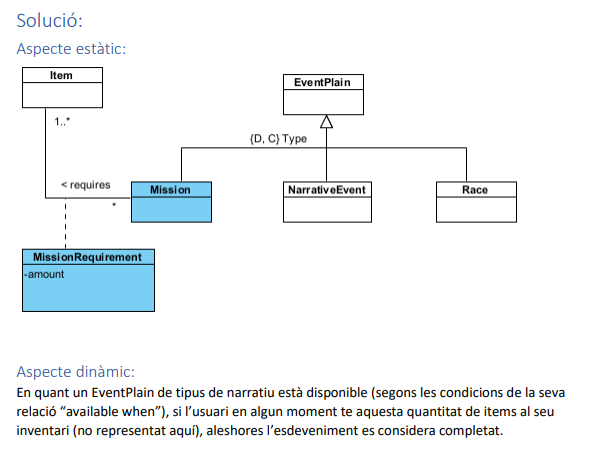 Solució:
Aspecte estàtic:
Item
EventPlain
1..*
{D, C} Type
< requires
*
Mission
NarrativeEvent
Race
MissionRequirement
-amount
Aspecte dinàmic:
En quant un EventPlain de tipus de narratiu està disponible (segons les condicions de la seva
relació “available when”), si l’usuari en algun moment te aquesta quantitat de items al seu
inventari (no representat aquí), aleshores l’esdeveniment es considera completat.